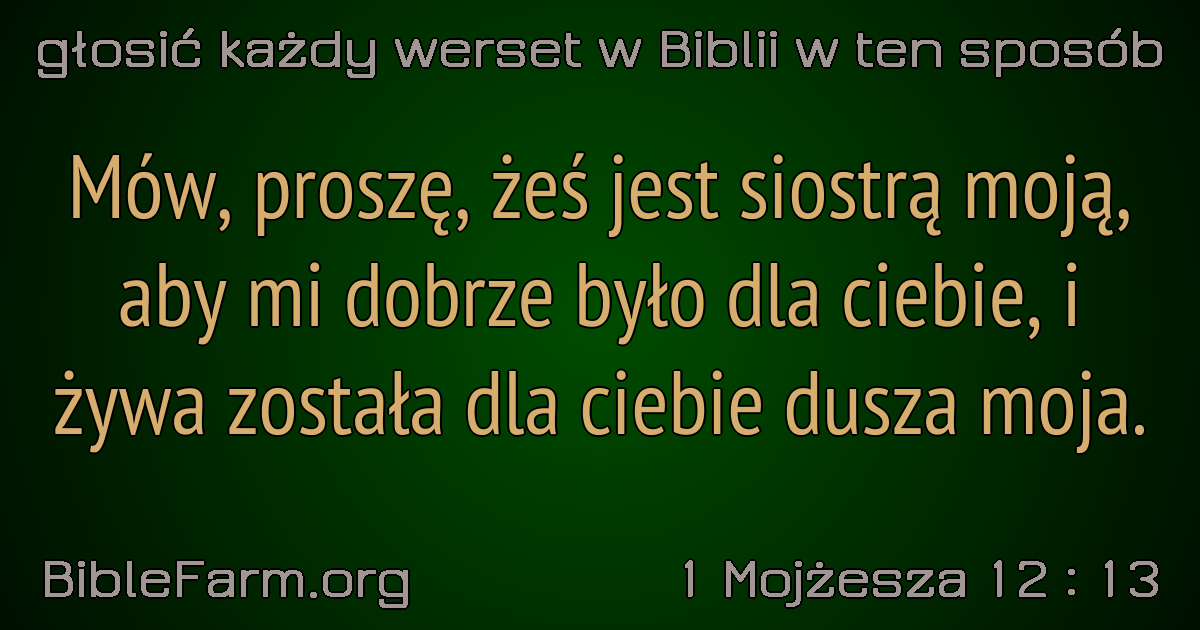 głosić każdy werset w Biblii w ten sposób
Mów, proszę, żeś jest siostrą moją,
aby mi dobrze było dla ciebie, i
żywa została dla ciebie dusza moja.
BibleFarm.org
1 Mojżesza 12 : 13